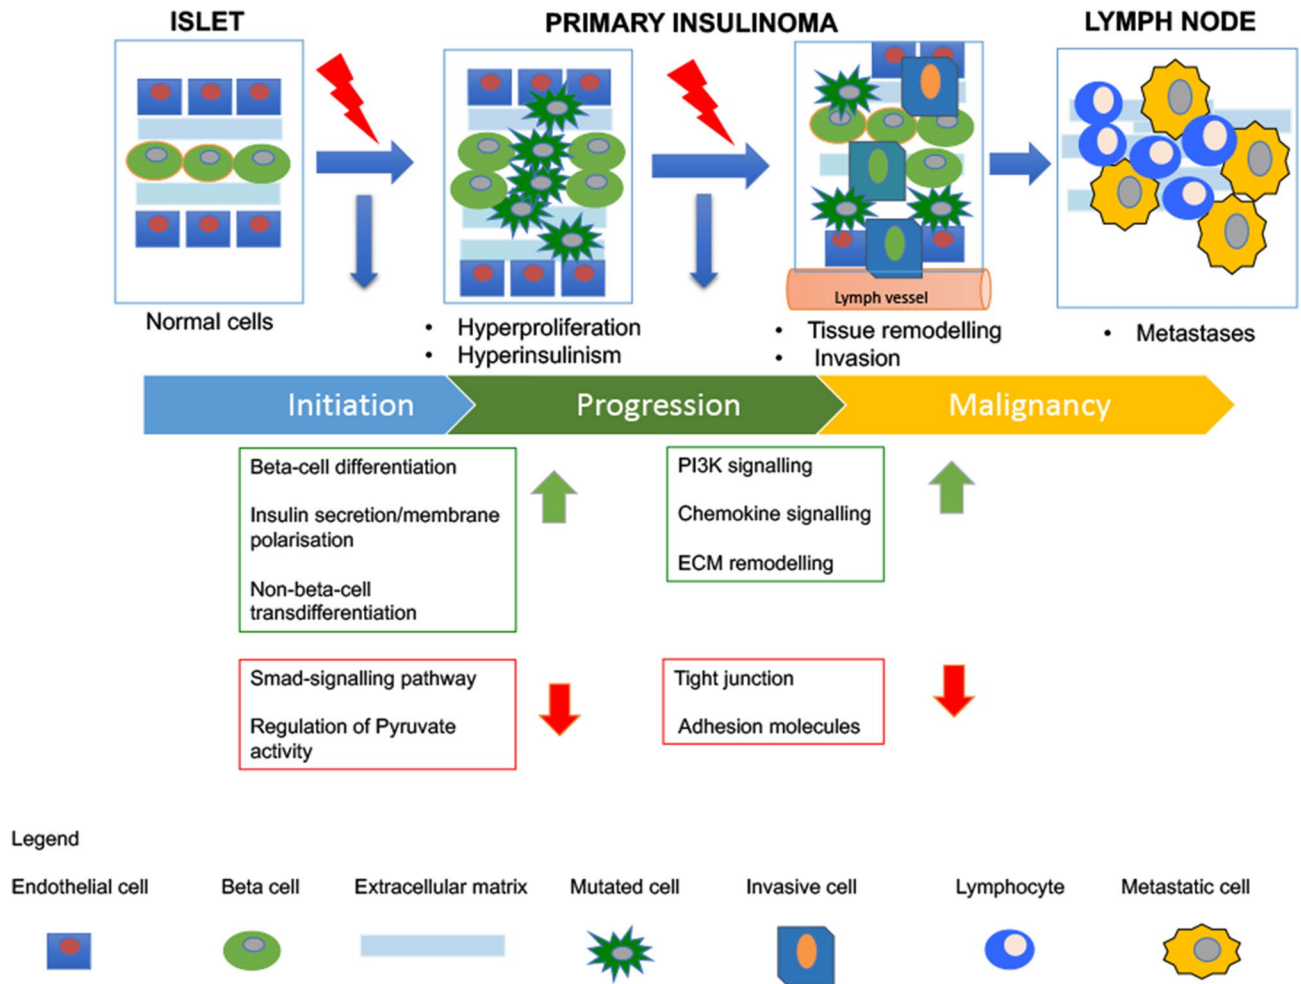 ISLET
PRIMARY INSULINOMA
LYMPH NODE
Lymph vessel
Normal cells
• Hyperproliferation
• Hyperinsulinism
• Tissue remodelling
• Invasion
• Metastases
Initiation
Progression
Malignancy
Beta-cell differentiation
Insulin secretion/membrane
polarisation
Non-beta-cell
transdifferentiation
PI3K signalling
Chemokine signalling
ECM remodelling
Smad-signalling pathway
Regulation of Pyruvate
activity
Tight junction
Adhesion molecules
Legend
Endothelial cell
Beta cell
Extracellular matrix
Mutated cell
Invasive cell
Lymphocyte
Metastatic cell